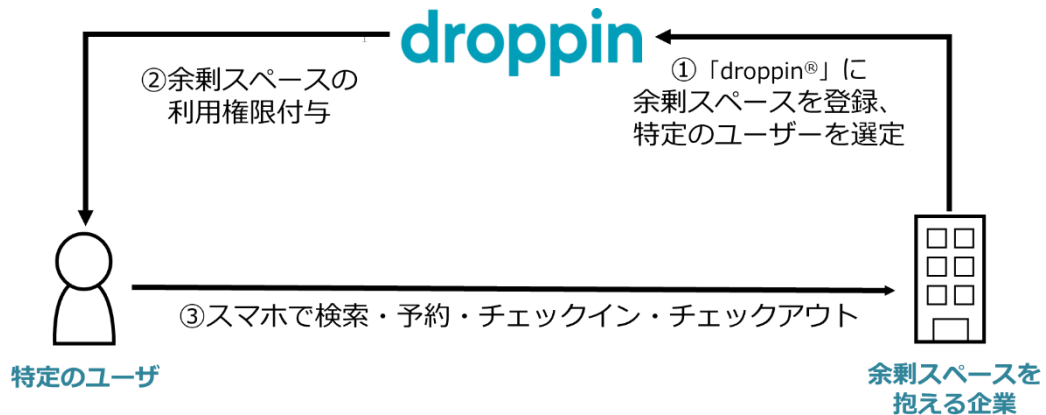 droppin
①「droppin®」に
余剰スペースを登録、
特定のユーザーを選定
②余剰スペースの
利用権限付与
③スマホで検索・予約・チェックイン・チェックアウト
特定のユーザ
余剰スペースを
抱える企業